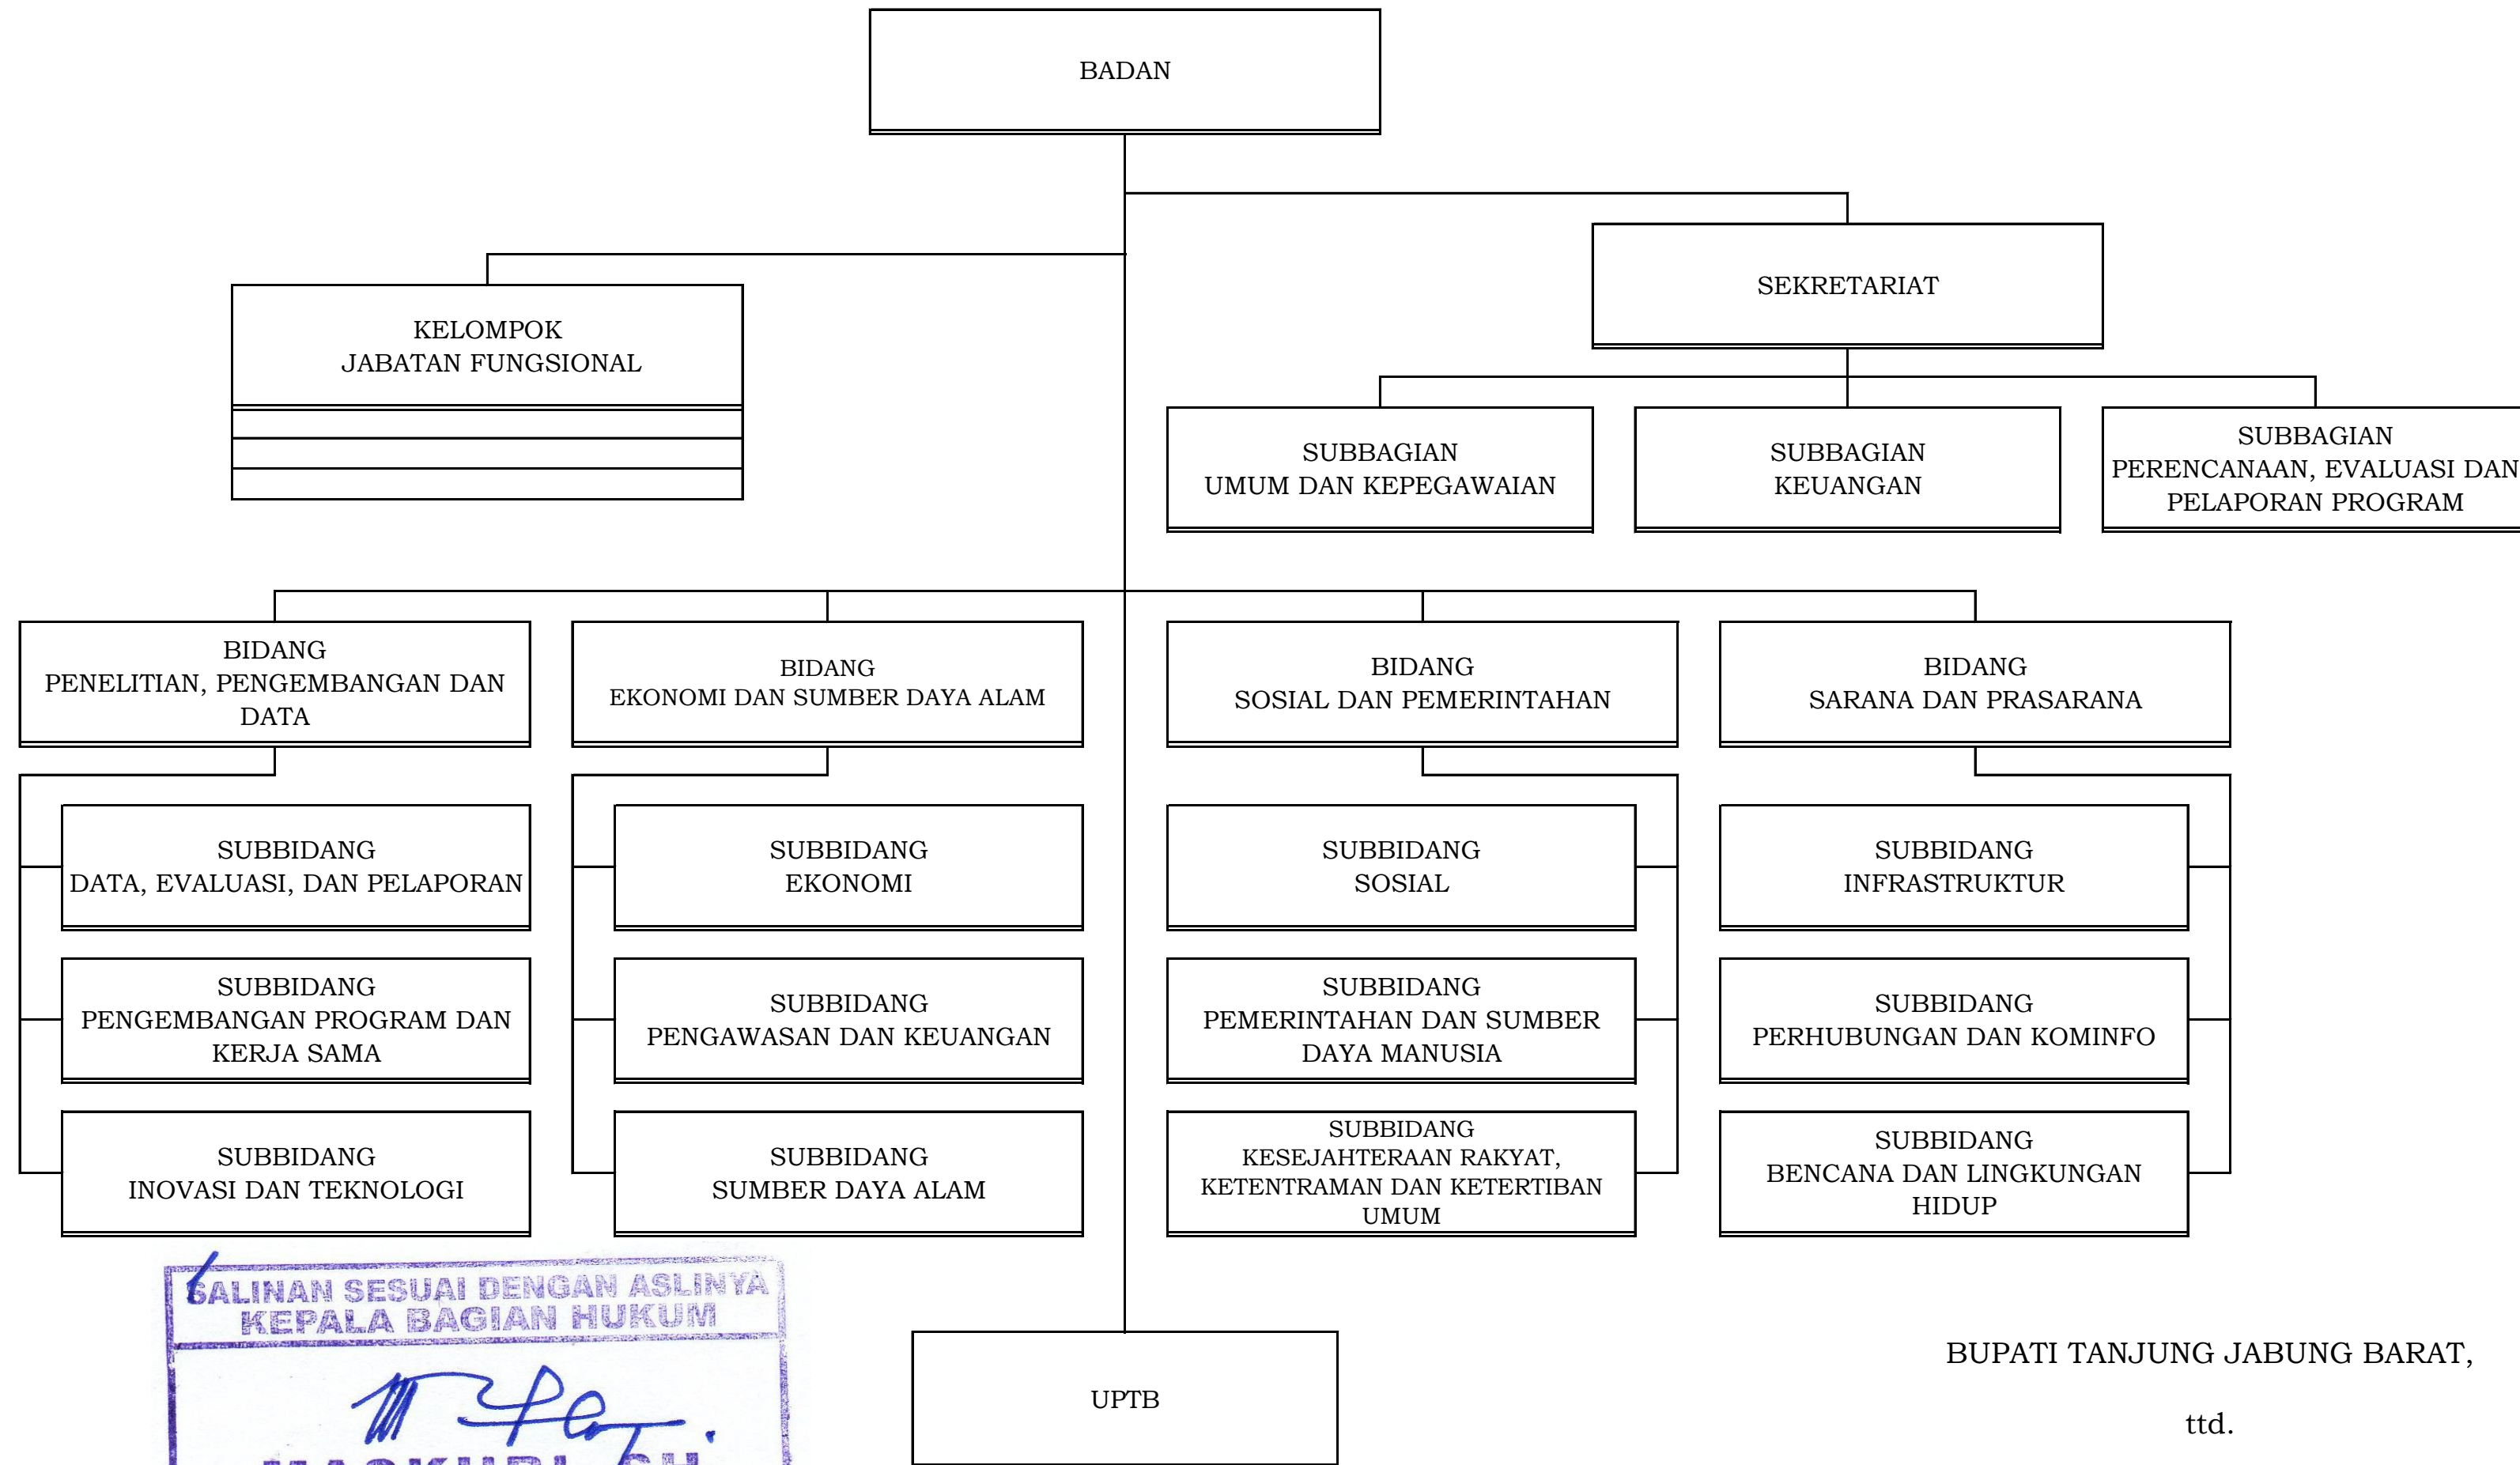 BADAN
SEKRETARIAT
KELOMPOK
JABATAN FUNGSIONAL
SUBBAGIAN
UMUM DAN KEPEGAWAIAN
SUBBAGIAN
KEUANGAN
SUBBAGIAN
PERENCANAAN, EVALUASI DAN
PELAPORAN PROGRAM
BIDANG
PENELITIAN, PENGEMBANGAN DAN
DATA
BIDANG
EKONOMI DAN SUMBER DAYA ALAM
BIDANG
SOSIAL DAN PEMERINTAHAN
BIDANG
SARANA DAN PRASARANA
SUBBIDANG
DATA, EVALUASI, DAN PELAPORAN
SUBBIDANG
EKONOMI
SUBBIDANG
SOSIAL
SUBBIDANG
INFRASTRUKTUR
SUBBIDANG
PENGEMBANGAN PROGRAM DAN
KERJA SAMA
SUBBIDANG
PENGAWASAN DAN KEUANGAN
SUBBIDANG
PEMERINTAHAN DAN SUMBER
DAYA MANUSIA
SUBBIDANG
PERHUBUNGAN DAN KOMINFO
SUBBIDANG
INOVASI DAN TEKNOLOGI
SUBBIDANG
SUMBER DAYA ALAM
SUBBIDANG
KESEJAHTERAAN RAKYAT,
KETENTRAMAN DAN KETERTIBAN
UMUM
SUBBIDANG
BENCANA DAN LINGKUNGAN
HIDUP
SALINAN SESUAI DENGAN ASLINYA
KEPALA BAGIAN HUKUM
UPTB
BUPATI TANJUNG JABUNG BARAT,
ttd.